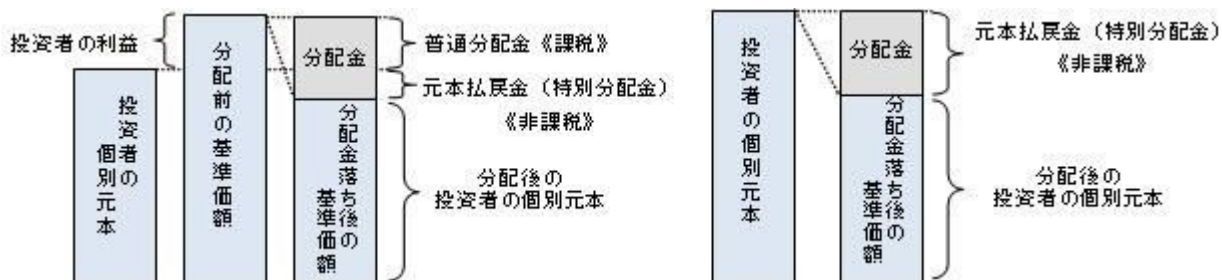 投資者の利益
投資者の
個別元本
分配前の基準価額
分配金
分配金落ち後の
基準価額
普通分配金《課税》
元本払戻金（特別分配金）
《非課税》
分配後の
投資者の個別元本
投資者の個別元本
分配金
分配金落ち後の
基準価額
元本払戻金（特別分配金）
《非課税》
分配後の
投資者の個別元本